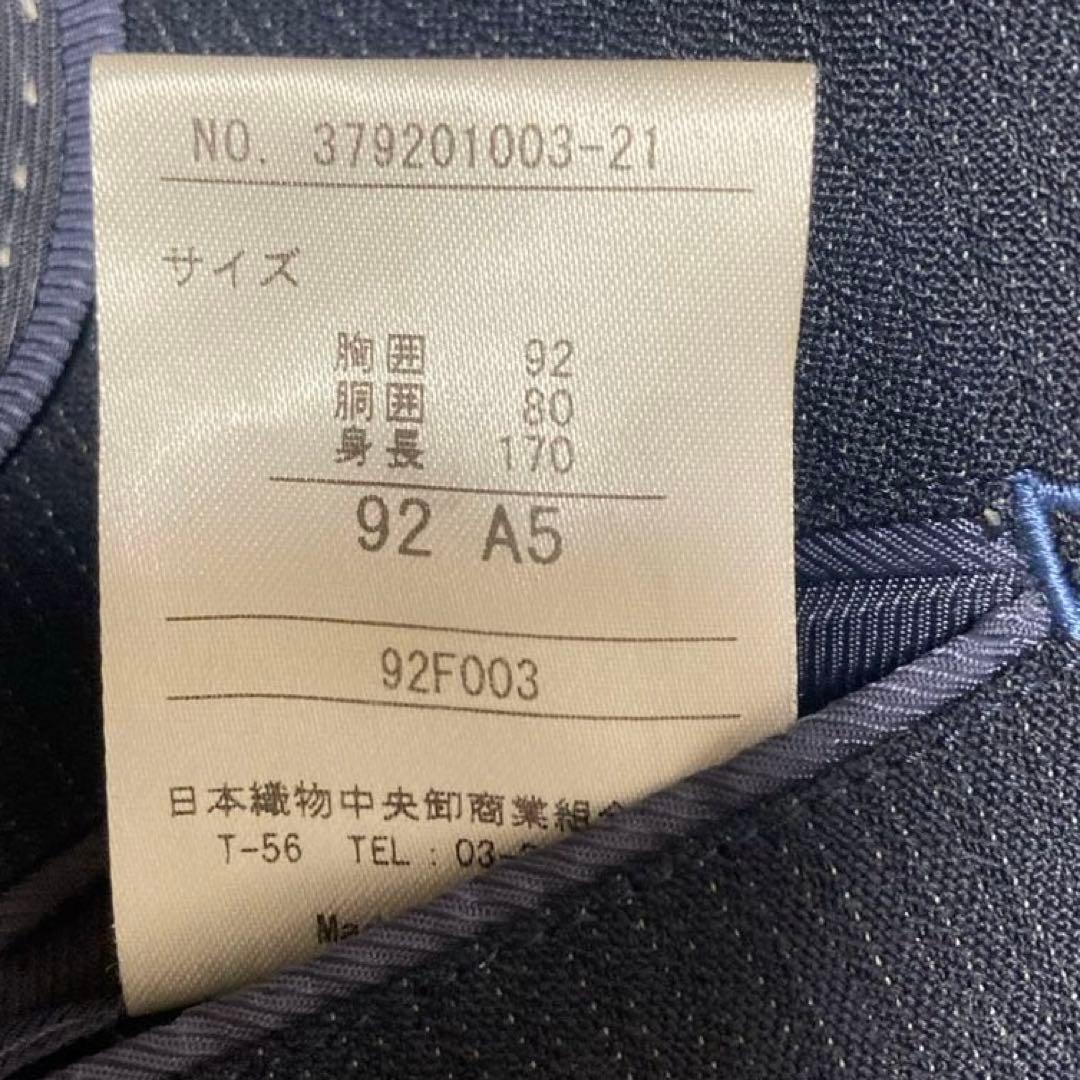 NO. 379201003-21
サイズ
胸囲 92
胴囲 80
身長 170
92 A5
92F003
日本織物中央卸商業組
T-56 TEL : 03-